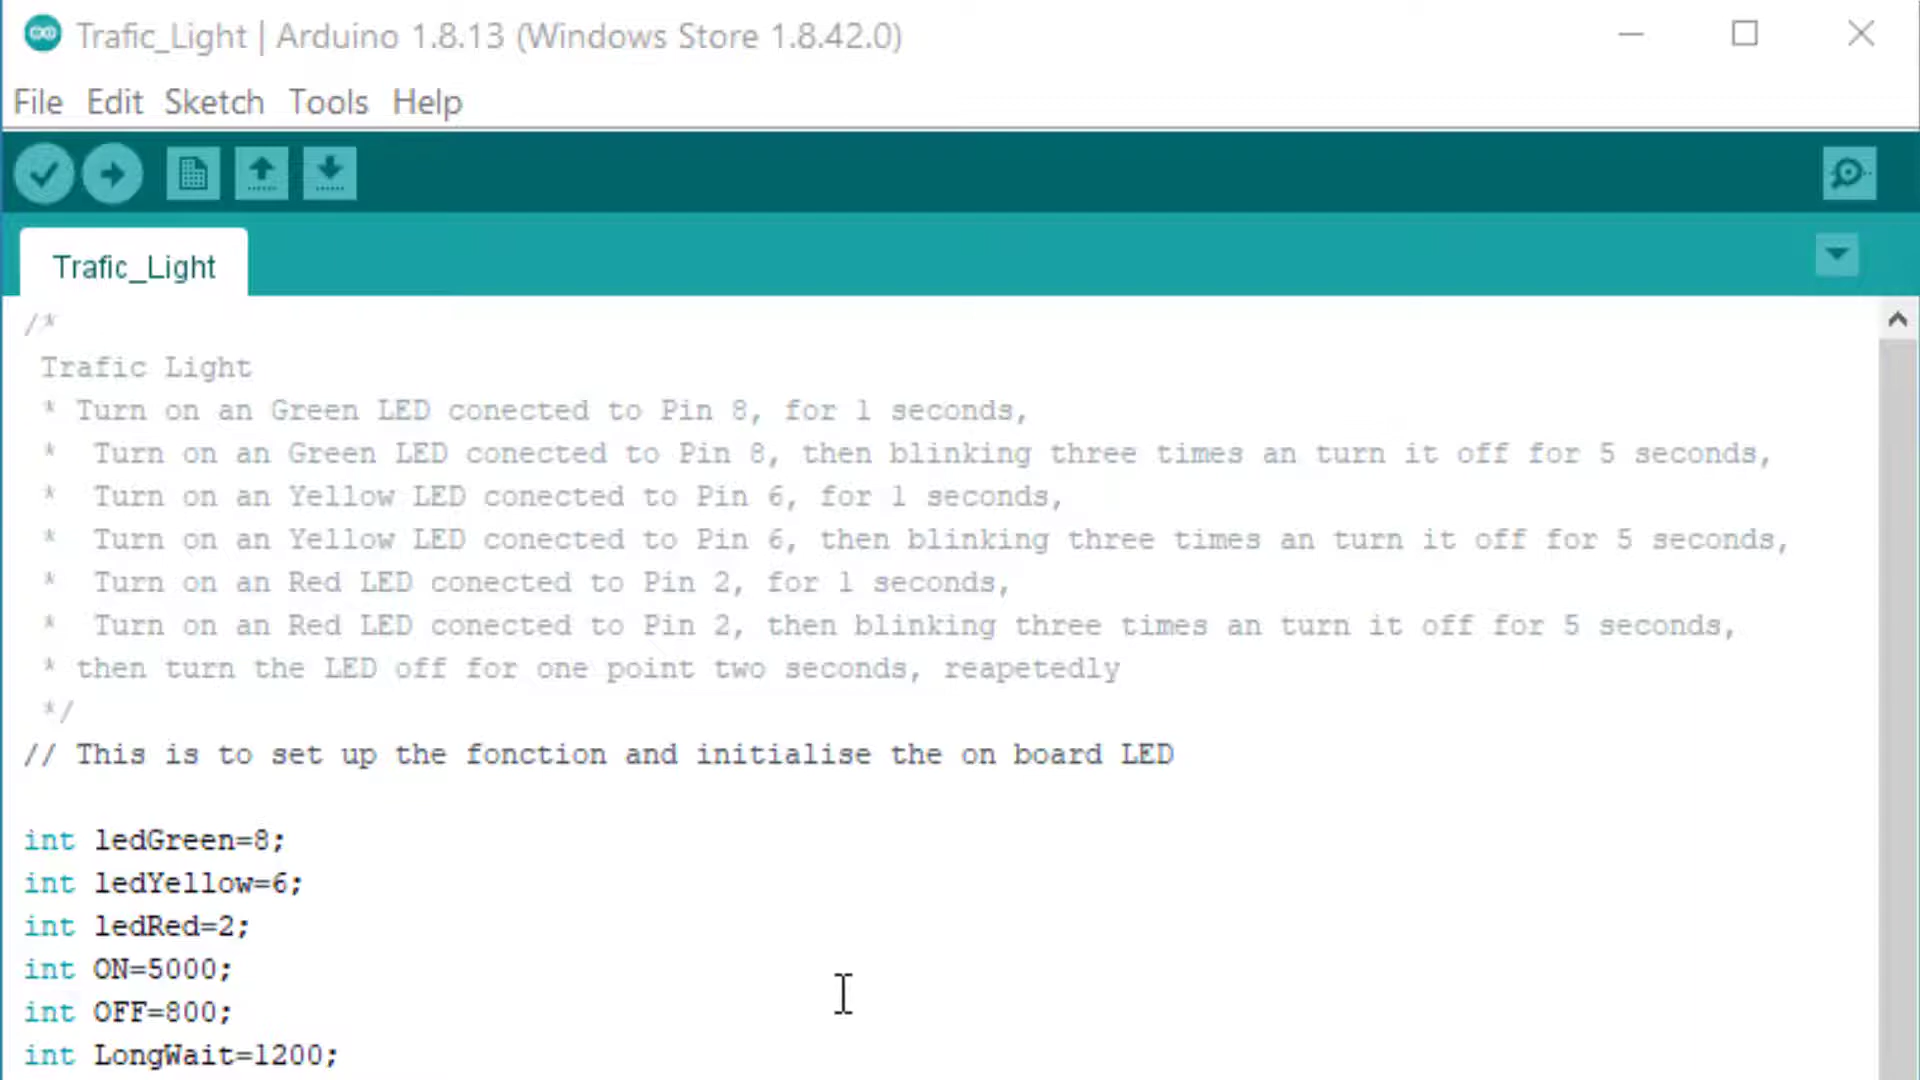 Trafic_Light | Arduino 1.8.13 (Windows Store 1.8.42.0)
File Edit Sketch Tools Help
Trafic_Light
/*
Trafic Light
* Turn on an Green LED conected to Pin 8, for 1 seconds,
* Turn on an Green LED conected to Pin 8, then blinking three times an turn it off for 5 seconds,
* Turn on an Yellow LED conected to Pin 6, for 1 seconds,
* Turn on an Yellow LED conected to Pin 6, then blinking three times an turn it off for 5 seconds,
* Turn on an Red LED conected to Pin 2, for 1 seconds,
* Turn on an Red LED conected to Pin 2, then blinking three times an turn it off for 5 seconds,
* then turn the LED off for one point two seconds, reapetedly
*/
// This is to set up the fonction and initialise the on board LED
int ledGreen=8;
int ledYellow=6;
int ledRed=2;
int ON=5000;
int OFF=800;
int LongWait=1200;